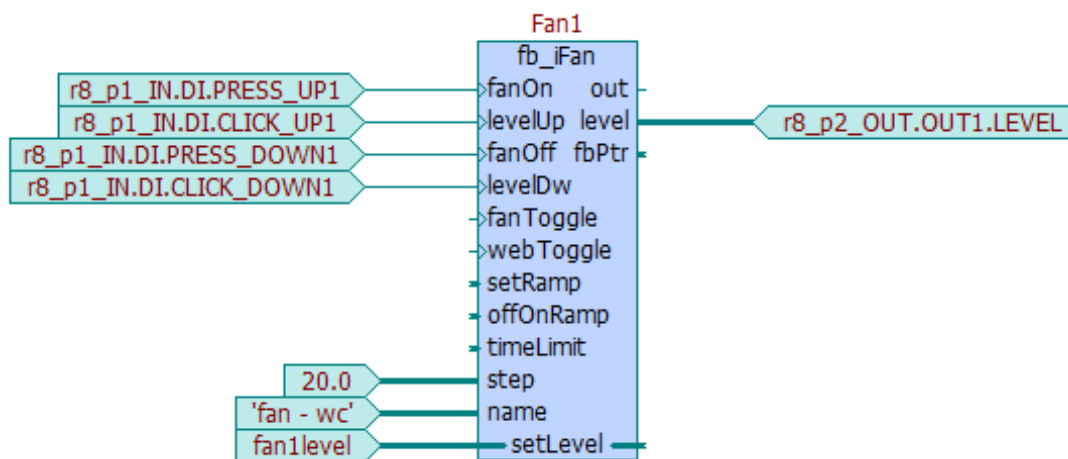 Fan1
fb_iFan
r8_p1_IN.DI.PRESS_UP1 fanOn out
r8_p1_IN.DI.CLICK_UP1 levelUp level r8_p2_OUT.OUT1.LEVEL
r8_p1_IN.DI.PRESS_DOWN1 fanOff fbPtr
r8_p1_IN.DI.CLICK_DOWN1 levelDw
fanToggle
webToggle
setRamp
offOnRamp
timeLimit
20.0 step
'fan - wc' name
fan1level setLevel